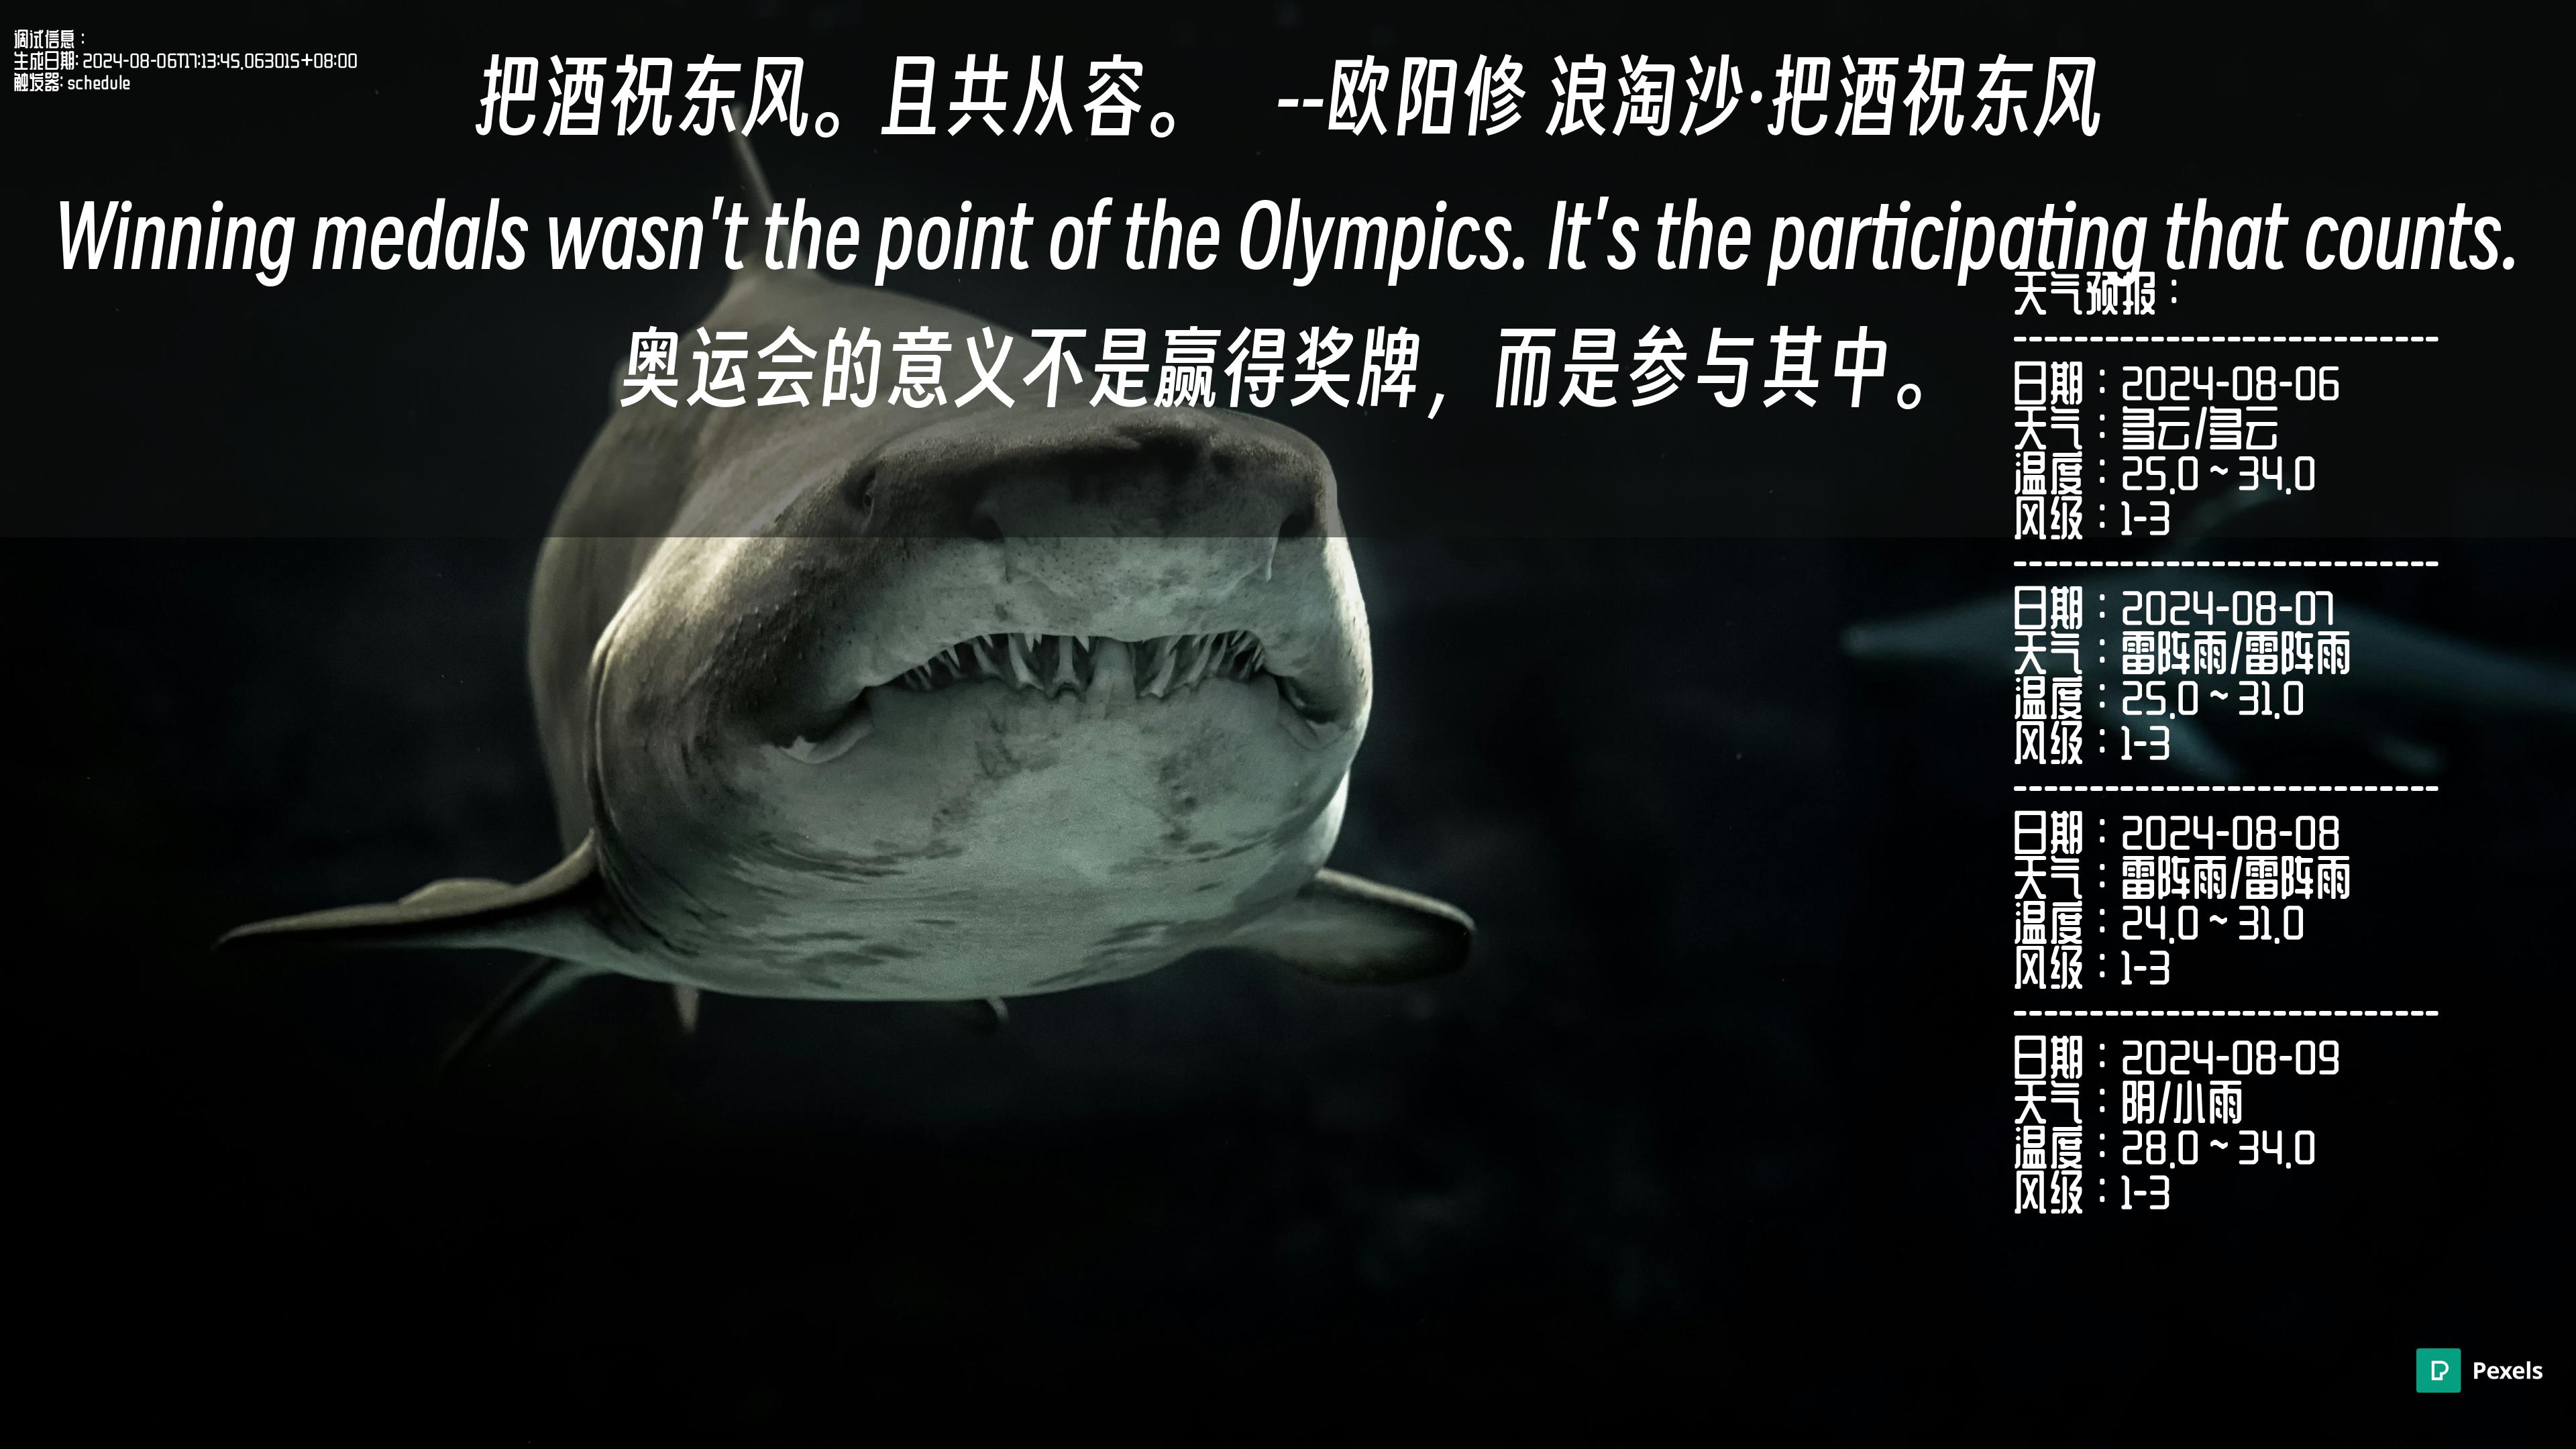 调试信息：
生成日期: 2024-08-06T17:13:45.063015+08:00
触发器: schedule
把酒祝东风。且共从容。 --欧阳修 浪淘沙·把酒祝东风
Winning medals wasn't the point of the Olympics. It's the participating that counts.
奥运会的意义不是赢得奖牌，而是参与其中。
天气预报：
----------------------------
日期：2024-08-06
天气：多云/多云
温度：25.0 ~ 34.0
风级：1-3
----------------------------
日期：2024-08-07
天气：雷阵雨/雷阵雨
温度：25.0 ~ 31.0
风级：1-3
----------------------------
日期：2024-08-08
天气：雷阵雨/雷阵雨
温度：24.0 ~ 31.0
风级：1-3
----------------------------
日期：2024-08-09
天气：阴/小雨
温度：28.0 ~ 34.0
风级：1-3
Pexels